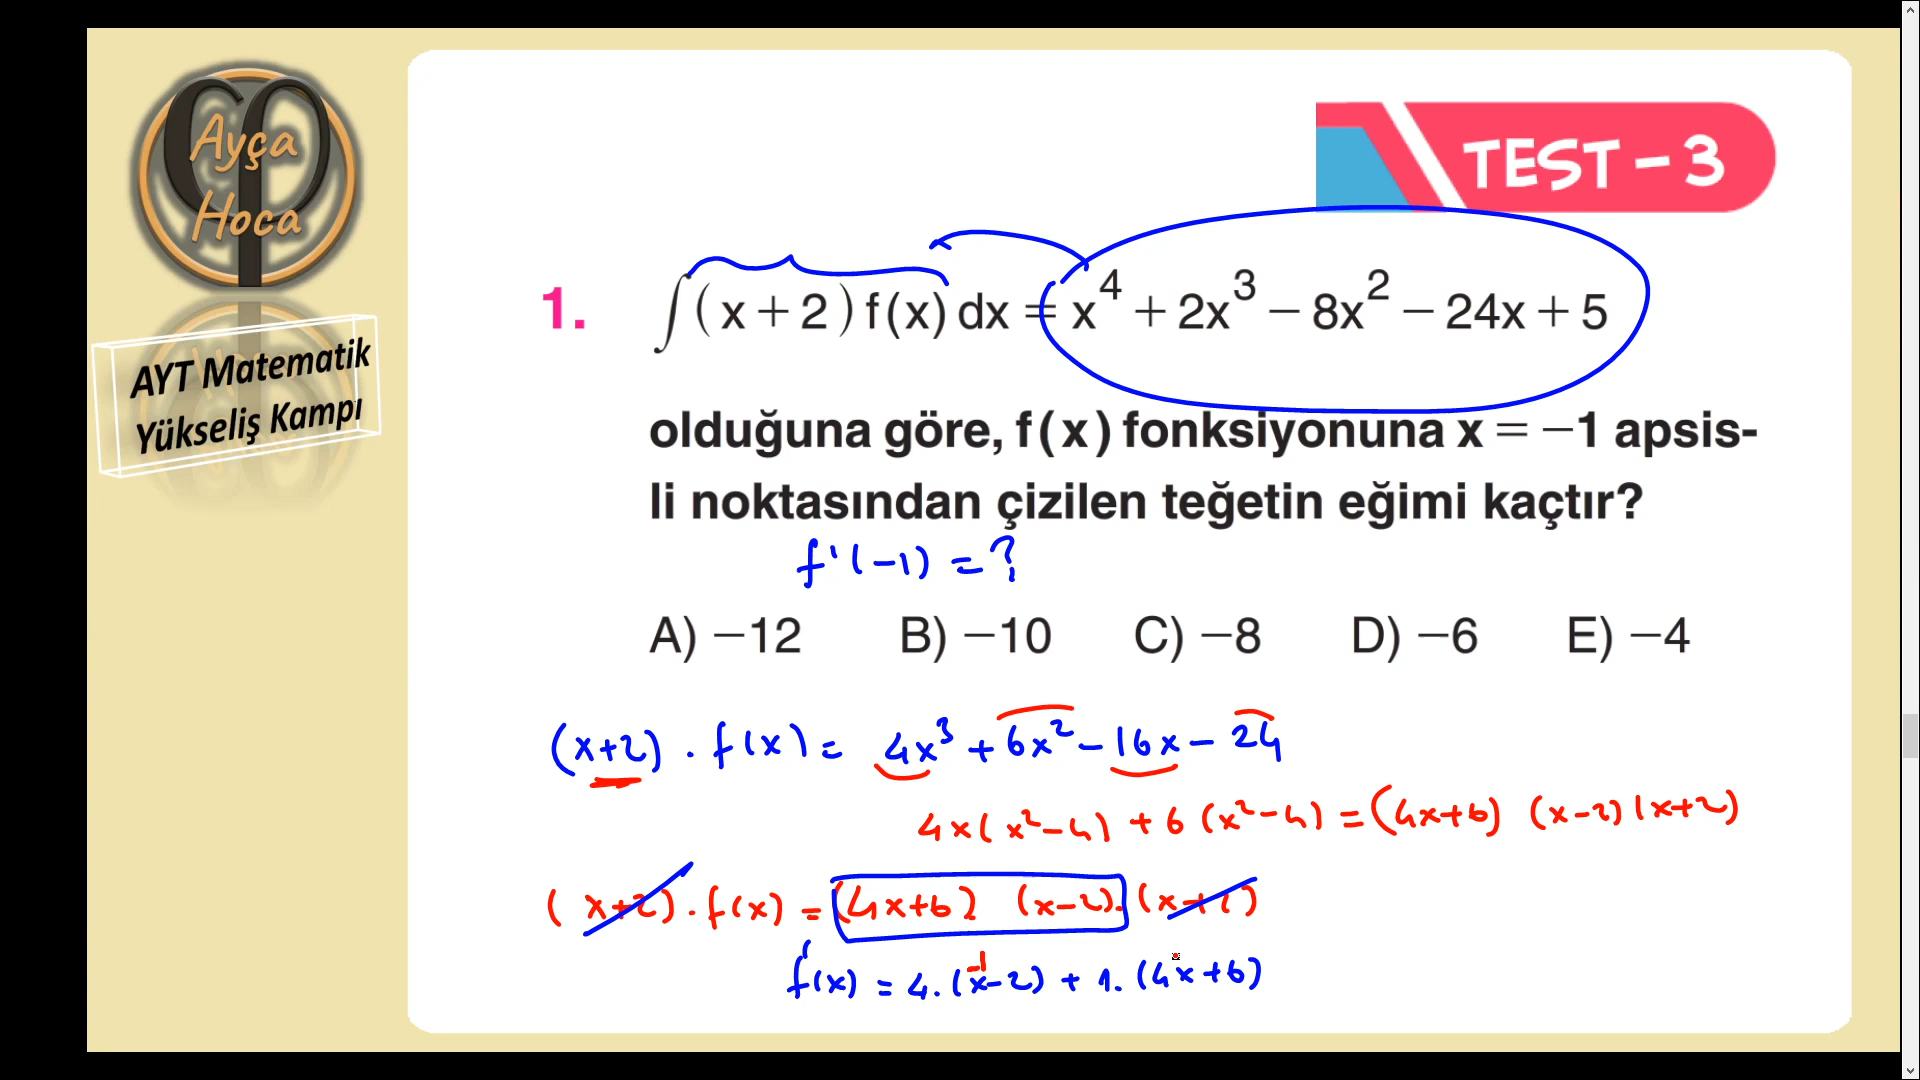 Ayça
Hoca
AYT Matematik
Yükseliş Kampı
TEST - 3
1. ∫(x+2) f(x) dx = x⁴ + 2x³ − 8x² − 24x + 5
olduğuna göre, f(x) fonksiyonuna x = −1 apsis-
li noktasından çizilen teğetin eğimi kaçtır?
f'(-1) = ?
A) −12 B) −10 C) −8 D) −6 E) −4
(x+2) . f(x) = 4x³ + 6x² - 16x - 24
4x(x²-4) + 6(x²-4) = (4x+6) (x-2)(x+2)
(x+2) . f(x) = (4x+6) (x-2). (x+2)
f'(x) = 4.(x-2) + 1.(4x+6)
-1